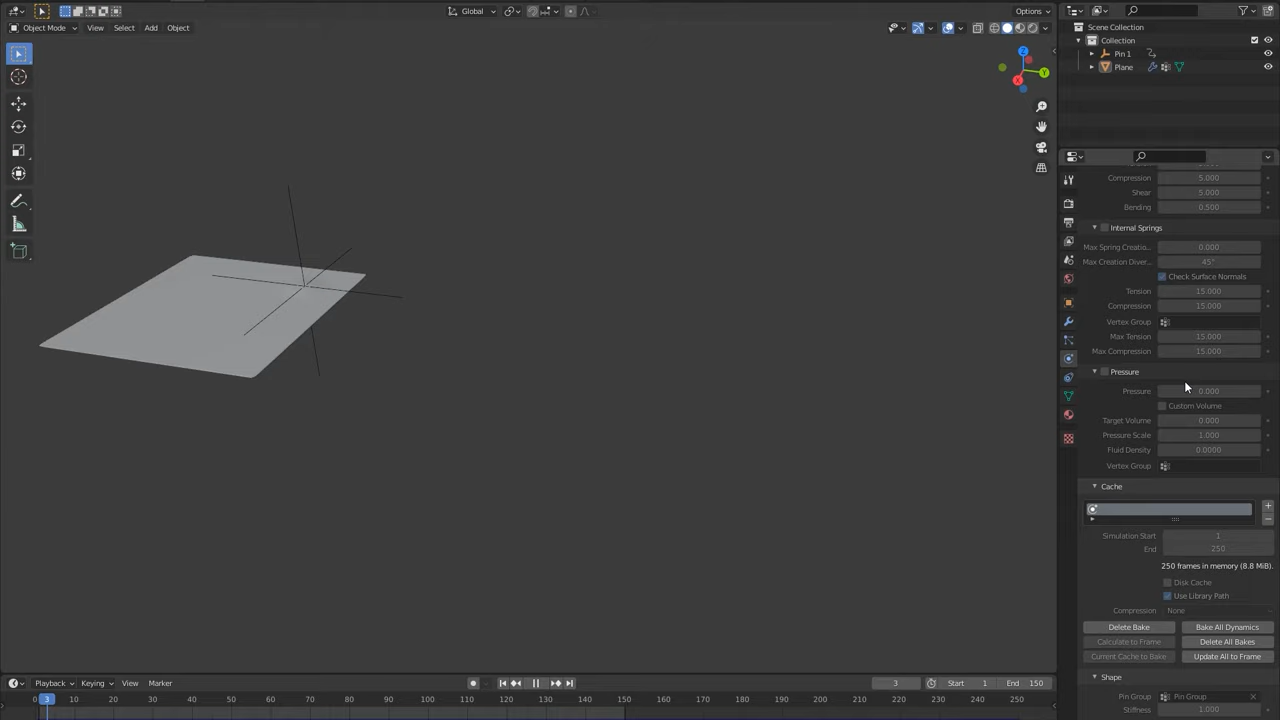 Global
Options
Object Mode View Select Add Object
Scene Collection
Collection
Pin 1
Plane
Z
Y
X
Compression 5.000
Shear 5.000
Bending 0.500
Internal Springs
Max Spring Creatio... 0.000
Max Creation Diver... 45°
Check Surface Normals
Tension 15.000
Compression 15.000
Vertex Group
Max Tension 15.000
Max Compression 15.000
Pressure
Pressure 0.000
Custom Volume
Target Volume 0.000
Pressure Scale 1.000
Fluid Density 0.0000
Vertex Group
Cache
Simulation Start 1
End 250
250 frames in memory (8.8 MiB).
Disk Cache
Use Library Path
Compression None
Delete Bake Bake All Dynamics
Calculate to Frame Delete All Bakes
Current Cache to Bake Update All to Frame
Shape
Pin Group Pin Group
Stiffness 1.000
Playback Keying View Marker 3 Start 1 End 150
0 3 10 20 30 40 50 60 70 80 90 100 110 120 130 140 150 160 170 180 190 200 210 220 230 240 250